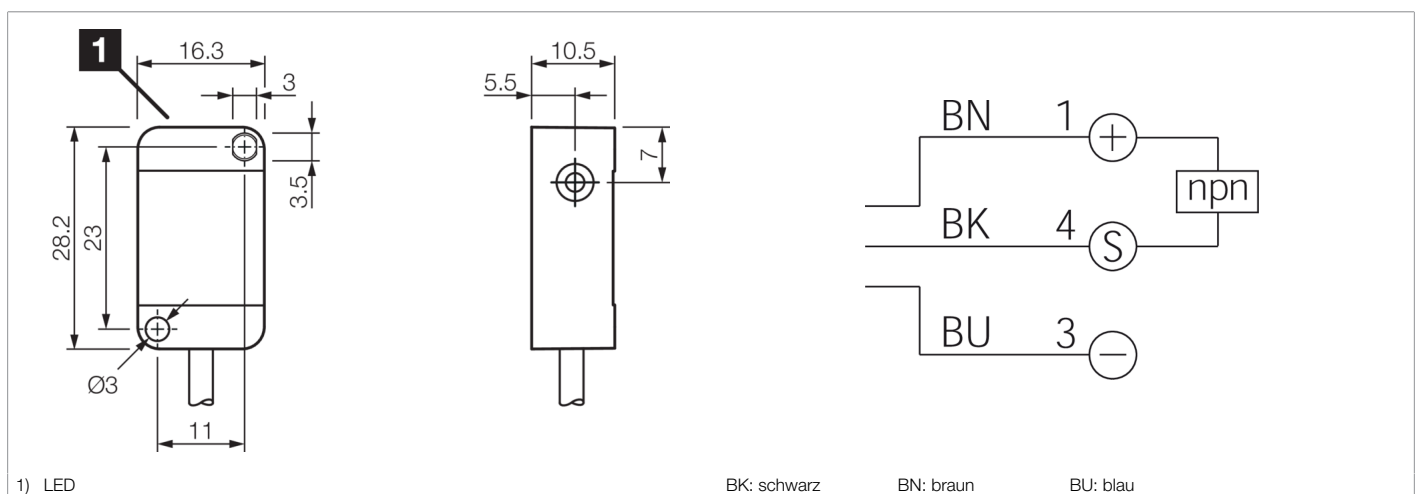 1
16.3
3
3.5
28.2
23
Ø3
11
10.5
5.5
7
BN 1 +
npn
BK 4 S
BU 3 −
1) LED
BK: schwarz BN: braun BU: blau